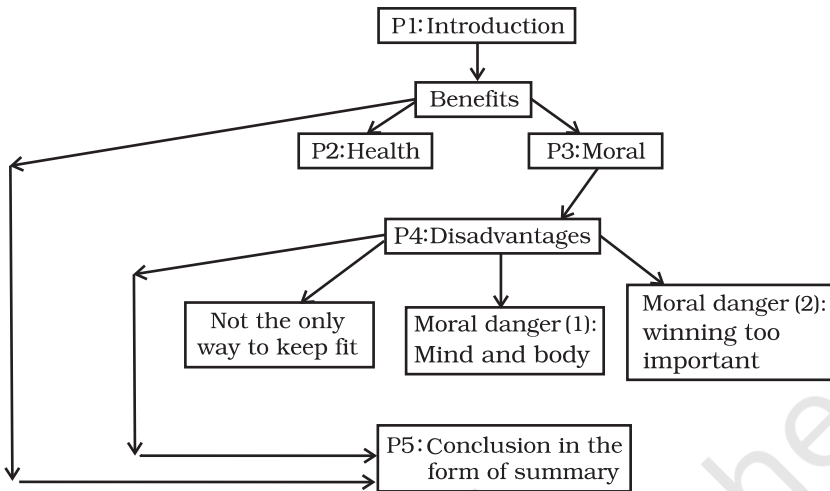 P1:Introduction
Benefits
P2:Health
P3:Moral
P4:Disadvantages
Not the only
way to keep fit
Moral danger (1):
Mind and body
Moral danger (2):
winning too
important
P5:Conclusion in the
form of summary
he